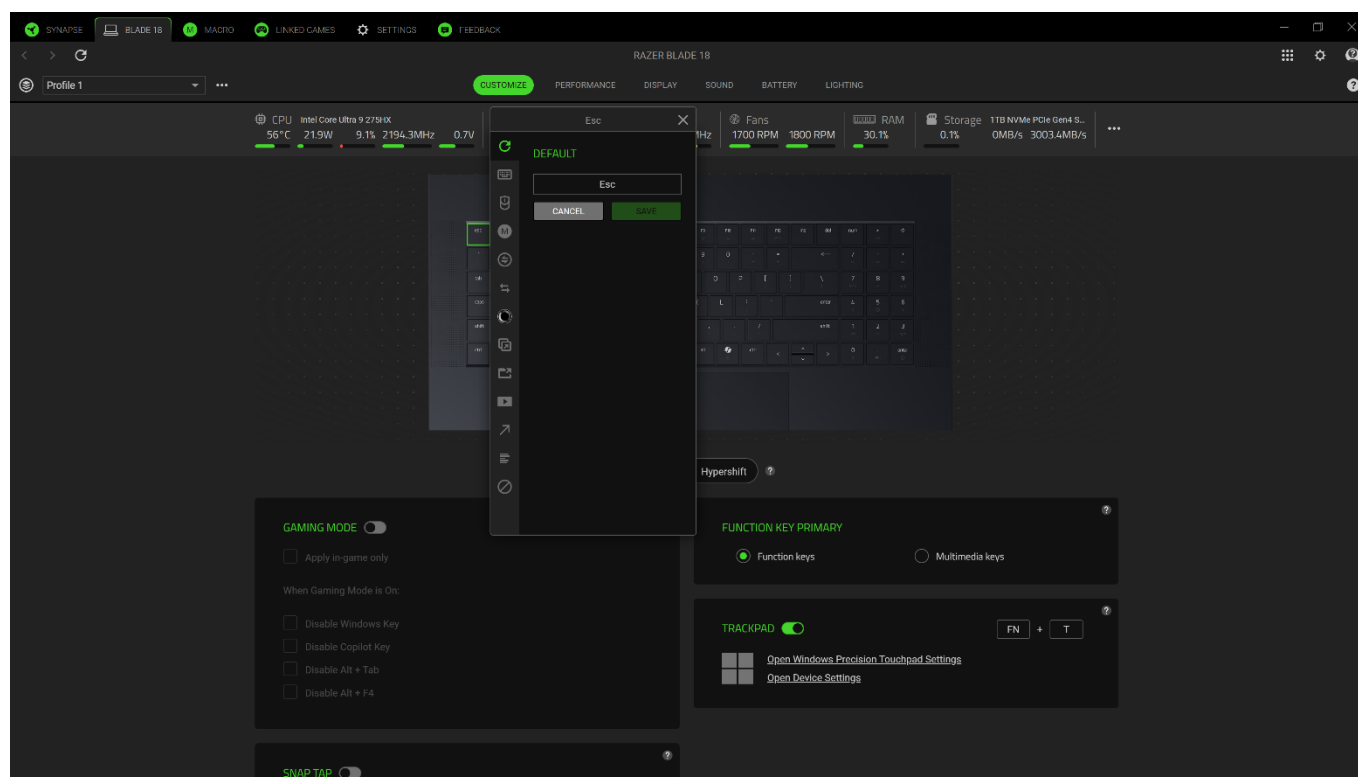 SYNAPSE BLADE 18 M MACRO LINKED GAMES SETTINGS FEEDBACK
RAZER BLADE 18
Profile 1
CUSTOMIZE PERFORMANCE DISPLAY SOUND BATTERY LIGHTING
CPU Intel Core Ultra 9 275HX
56°C 21.9W 9.1% 2194.3MHz 0.7V
Esc
Fans
1700 RPM 1800 RPM
RAM
30.1%
Storage 1TB NVMe PCIe Gen4 S...
0.1% 0MB/s 3003.4MB/s
DEFAULT
Esc
CANCEL SAVE
Hypershift ?
GAMING MODE
Apply in-game only
When Gaming Mode is On:
Disable Windows Key
Disable Copilot Key
Disable Alt + Tab
Disable Alt + F4
FUNCTION KEY PRIMARY
Function keys Multimedia keys
TRACKPAD FN + T
Open Windows Precision Touchpad Settings
Open Device Settings
SNAP TAP